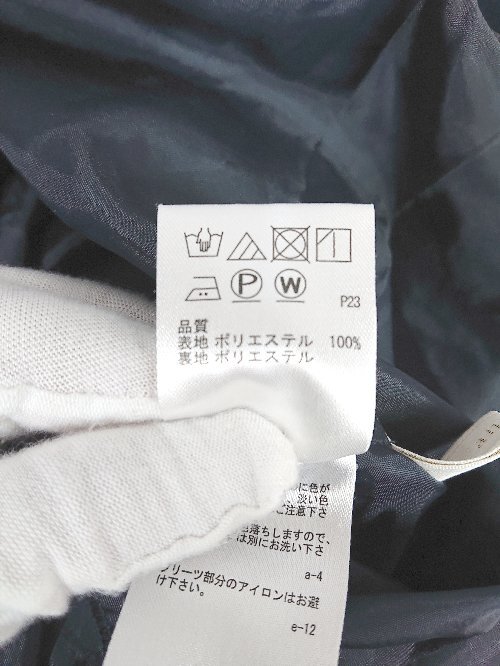 P23
品質
表地 ポリエステル 100%
裏地 ポリエステル
に色が
、淡い色
ご注意下さ
色落ちしますので、
は別にお洗い下さ
a-4
プリーツ部分のアイロンはお避
け下さい。
e-12